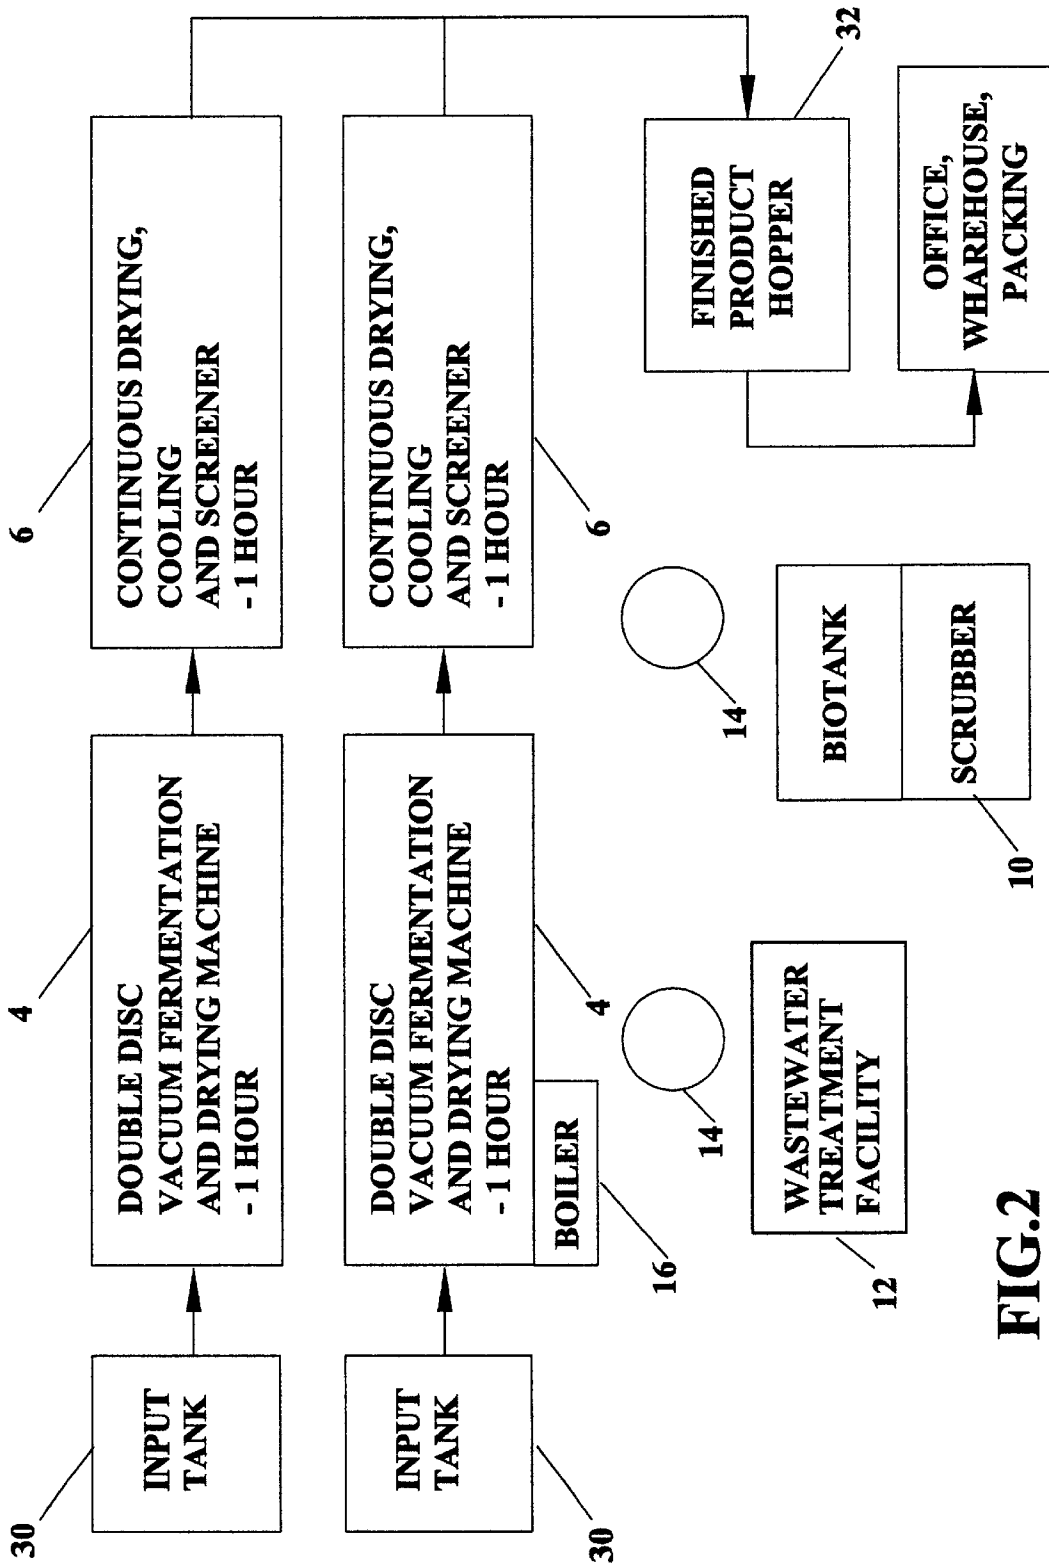 30
INPUT
TANK
4
DOUBLE DISC
VACUUM FERMENTATION
AND DRYING MACHINE
- 1 HOUR
6
CONTINUOUS DRYING,
COOLING
AND SCREENER
- 1 HOUR
INPUT
TANK
30
DOUBLE DISC
VACUUM FERMENTATION
AND DRYING MACHINE
- 1 HOUR
4
BOILER
16
CONTINUOUS DRYING,
COOLING
AND SCREENER
- 1 HOUR
6
14
WASTEWATER
TREATMENT
FACILITY
12
14
BIOTANK
SCRUBBER
10
FINISHED
PRODUCT
HOPPER
32
OFFICE,
WHAREHOUSE,
PACKING
FIG.2